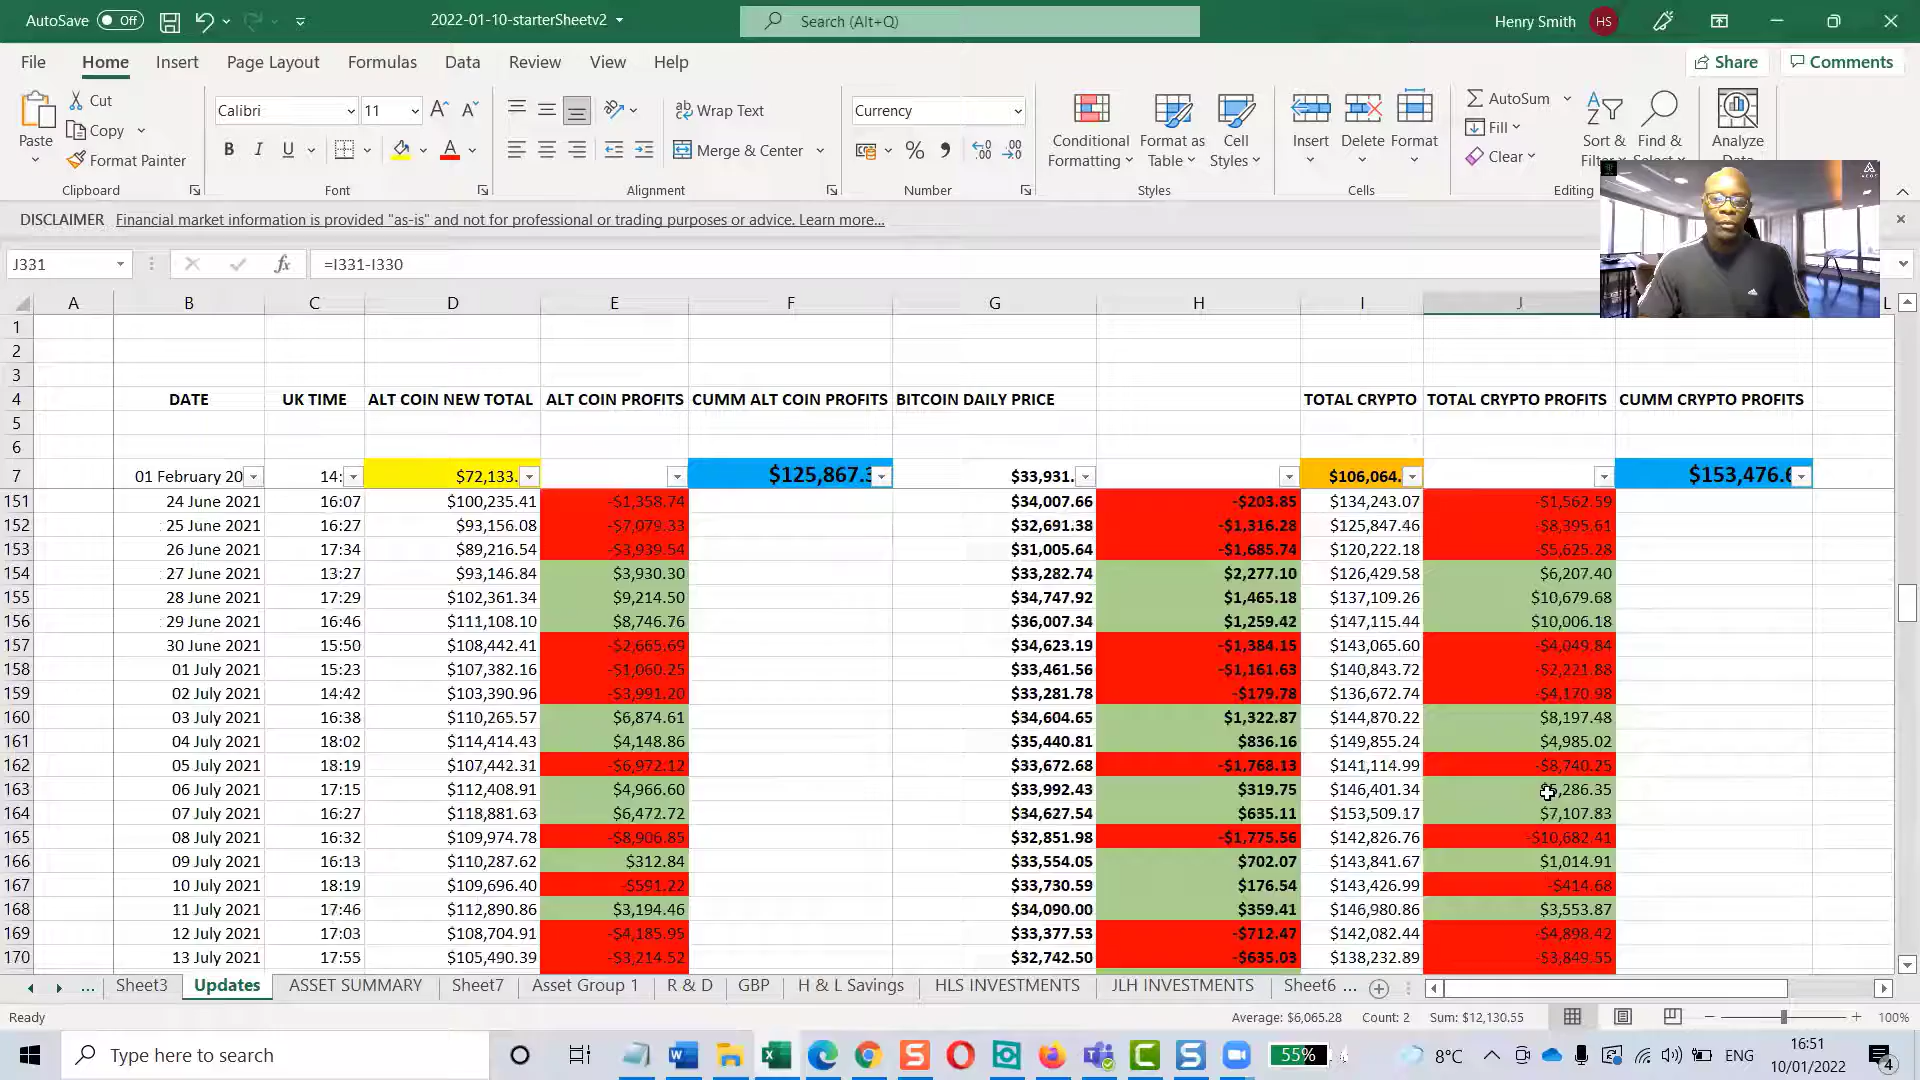 AutoSave Off 2022-01-10-starterSheetv2 Search (Alt+Q) Henry Smith HS
File Home Insert Page Layout Formulas Data Review View Help Share Comments
Cut
Copy
Format Painter
Paste
Clipboard
Calibri 11
B I U
Font
Wrap Text
Merge & Center
Alignment
Currency
Number
Conditional Formatting
Format as Table
Cell Styles
Styles
Insert Delete Format
Cells
AutoSum
Fill
Clear
Sort &
Find &
Editing
Analyze
DISCLAIMER Financial market information is provided "as-is" and not for professional or trading purposes or advice. Learn more...
J331 fx =I331-I330
A B C D E F G H I J L
1
2
3
4 DATE UK TIME ALT COIN NEW TOTAL ALT COIN PROFITS CUMM ALT COIN PROFITS BITCOIN DAILY PRICE TOTAL CRYPTO TOTAL CRYPTO PROFITS CUMM CRYPTO PROFITS
5
6
7 01 February 20 14: $72,133. $125,867. $33,931. $106,064. $153,476.
151 24 June 2021 16:07 $100,235.41 -$1,358.74 $34,007.66 -$203.85 $134,243.07 -$1,562.59
152 25 June 2021 16:27 $93,156.08 -$7,079.33 $32,691.38 -$1,316.28 $125,847.46 -$8,395.61
153 26 June 2021 17:34 $89,216.54 -$3,939.54 $31,005.64 -$1,685.74 $120,222.18 -$5,625.28
154 27 June 2021 13:27 $93,146.84 $3,930.30 $33,282.74 $2,277.10 $126,429.58 $6,207.40
155 28 June 2021 17:29 $102,361.34 $9,214.50 $34,747.92 $1,465.18 $137,109.26 $10,679.68
156 29 June 2021 16:46 $111,108.10 $8,746.76 $36,007.34 $1,259.42 $147,115.44 $10,006.18
157 30 June 2021 15:50 $108,442.41 -$2,665.69 $34,623.19 -$1,384.15 $143,065.60 -$4,049.84
158 01 July 2021 15:23 $107,382.16 -$1,060.25 $33,461.56 -$1,161.63 $140,843.72 -$2,221.88
159 02 July 2021 14:42 $103,390.96 -$3,991.20 $33,281.78 -$179.78 $136,672.74 -$4,170.98
160 03 July 2021 16:38 $110,265.57 $6,874.61 $34,604.65 $1,322.87 $144,870.22 $8,197.48
161 04 July 2021 18:02 $114,414.43 $4,148.86 $35,440.81 $836.16 $149,855.24 $4,985.02
162 05 July 2021 18:19 $107,442.31 -$6,972.12 $33,672.68 -$1,768.13 $141,114.99 -$8,740.25
163 06 July 2021 17:15 $112,408.91 $4,966.60 $33,992.43 $319.75 $146,401.34 $5,286.35
164 07 July 2021 16:27 $118,881.63 $6,472.72 $34,627.54 $635.11 $153,509.17 $7,107.83
165 08 July 2021 16:32 $109,974.78 -$8,906.85 $32,851.98 -$1,775.56 $142,826.76 -$10,682.41
166 09 July 2021 16:13 $110,287.62 $312.84 $33,554.05 $702.07 $143,841.67 $1,014.91
167 10 July 2021 18:19 $109,696.40 -$591.22 $33,730.59 $176.54 $143,426.99 -$414.68
168 11 July 2021 17:46 $112,890.86 $3,194.46 $34,090.00 $359.41 $146,980.86 $3,553.87
169 12 July 2021 17:03 $108,704.91 -$4,185.95 $33,377.53 -$712.47 $142,082.44 -$4,898.42
170 13 July 2021 17:55 $105,490.39 -$3,214.52 $32,742.50 -$635.03 $138,232.89 -$3,849.55
... Sheet3 Updates ASSET SUMMARY Sheet7 Asset Group 1 R & D GBP H & L Savings HLS INVESTMENTS JLH INVESTMENTS Sheet6 ...
Ready Average: $6,065.28 Count: 2 Sum: $12,130.55 100%
Type here to search 55% 8°C ENG 16:51
10/01/2022 4